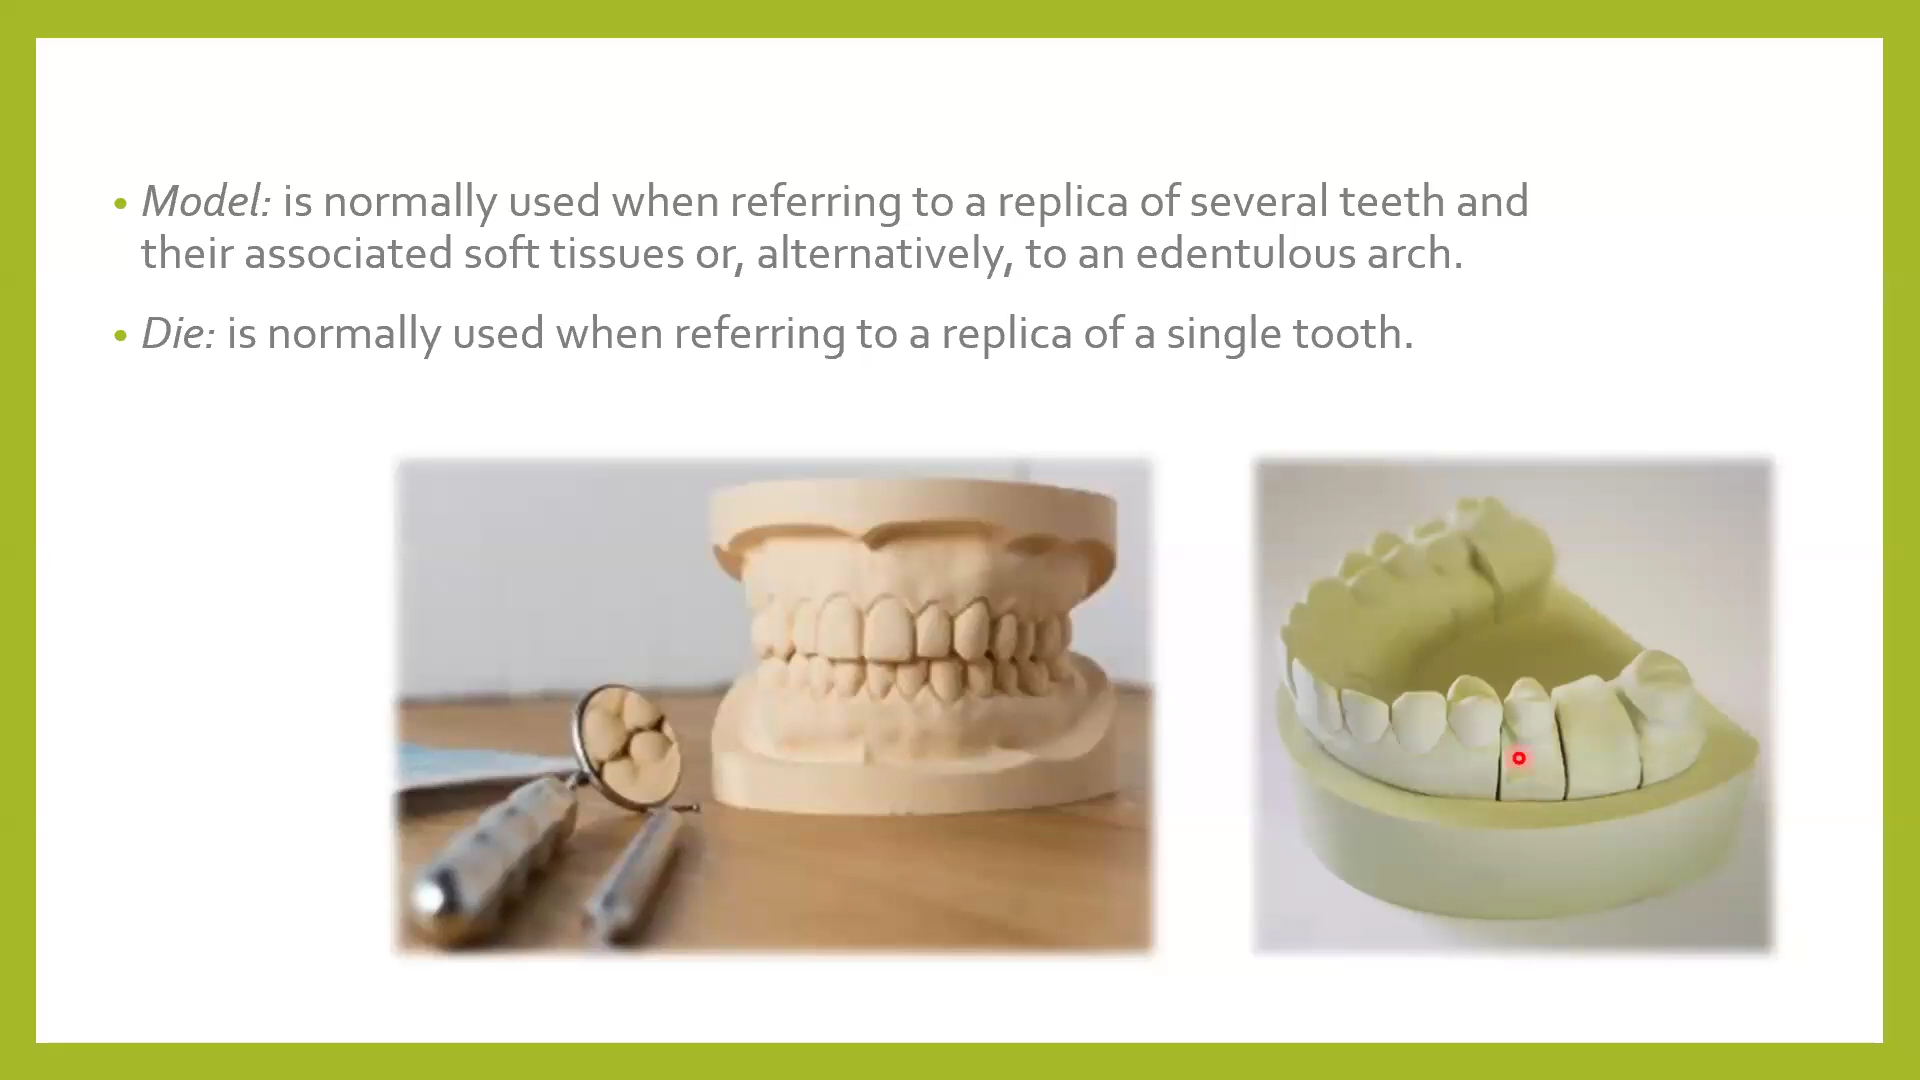 • Model: is normally used when referring to a replica of several teeth and
their associated soft tissues or, alternatively, to an edentulous arch.
• Die: is normally used when referring to a replica of a single tooth.